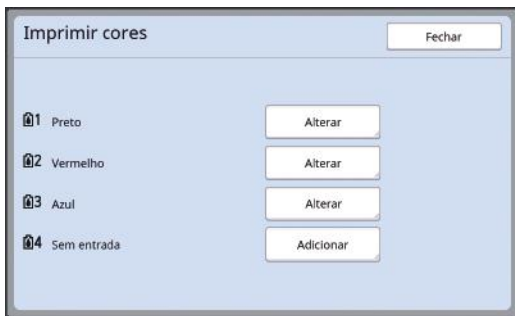 Imprimir cores
Fechar
1 Preto Alterar
2 Vermelho Alterar
3 Azul Alterar
4 Sem entrada Adicionar